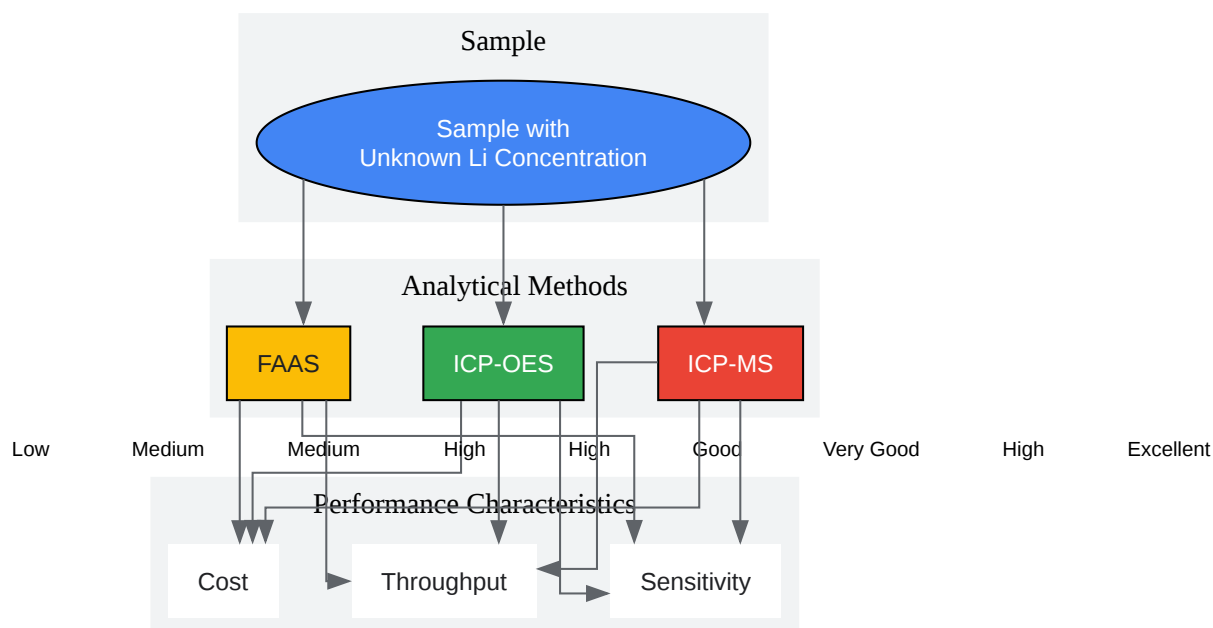 Sample
Sample with
Unknown Li Concentration
Analytical Methods
FAAS
ICP-OES
ICP-MS
Low
Medium
Medium
High
High
Good
Very Good
High
Excellent
Performance Characteristics
Cost
Throughput
Sensitivity